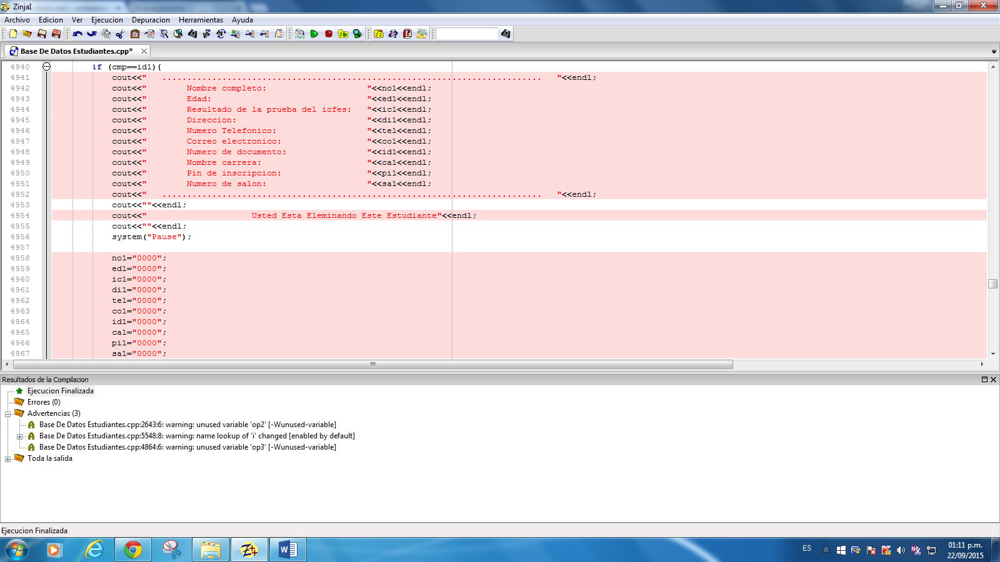 ZinjaI
Archivo Edicion Ver Ejecucion Depuracion Herramientas Ayuda
Base De Datos Estudiantes.cpp*
4940 if (cmp==id1){
4941 cout<<" ........................................................................... "<<endl;
4942 cout<<" Nombre completo: "<<no1<<endl;
4943 cout<<" Edad: "<<ed1<<endl;
4944 cout<<" Resultado de la prueba del icfes: "<<ic1<<endl;
4945 cout<<" Direccion: "<<di1<<endl;
4946 cout<<" Numero Telefonico: "<<te1<<endl;
4947 cout<<" Correo electronico: "<<co1<<endl;
4948 cout<<" Numero de documento: "<<id1<<endl;
4949 cout<<" Nombre carrera: "<<ca1<<endl;
4950 cout<<" Pin de inscripcion: "<<pi1<<endl;
4951 cout<<" Numero de salon: "<<sa1<<endl;
4952 cout<<" ........................................................................... "<<endl;
4953 cout<<""<<endl;
4954 cout<<" Usted Esta Eleminando Este Estudiante"<<endl;
4955 cout<<""<<endl;
4956 system("Pause");
4957
4958 no1="0000";
4959 ed1="0000";
4960 ic1="0000";
4961 di1="0000";
4962 te1="0000";
4963 co1="0000";
4964 id1="0000";
4965 ca1="0000";
4966 pi1="0000";
4967 sa1="0000";
Resultados de la Compilacion
Ejecucion Finalizada
Errores (0)
Advertencias (3)
Base De Datos Estudiantes.cpp:2643:6: warning: unused variable 'op2' [-Wunused-variable]
Base De Datos Estudiantes.cpp:5548:8: warning: name lookup of 'i' changed [enabled by default]
Base De Datos Estudiantes.cpp:4864:6: warning: unused variable 'op3' [-Wunused-variable]
Toda la salida
Ejecucion Finalizada
ES
01:11 p.m.
22/09/2015